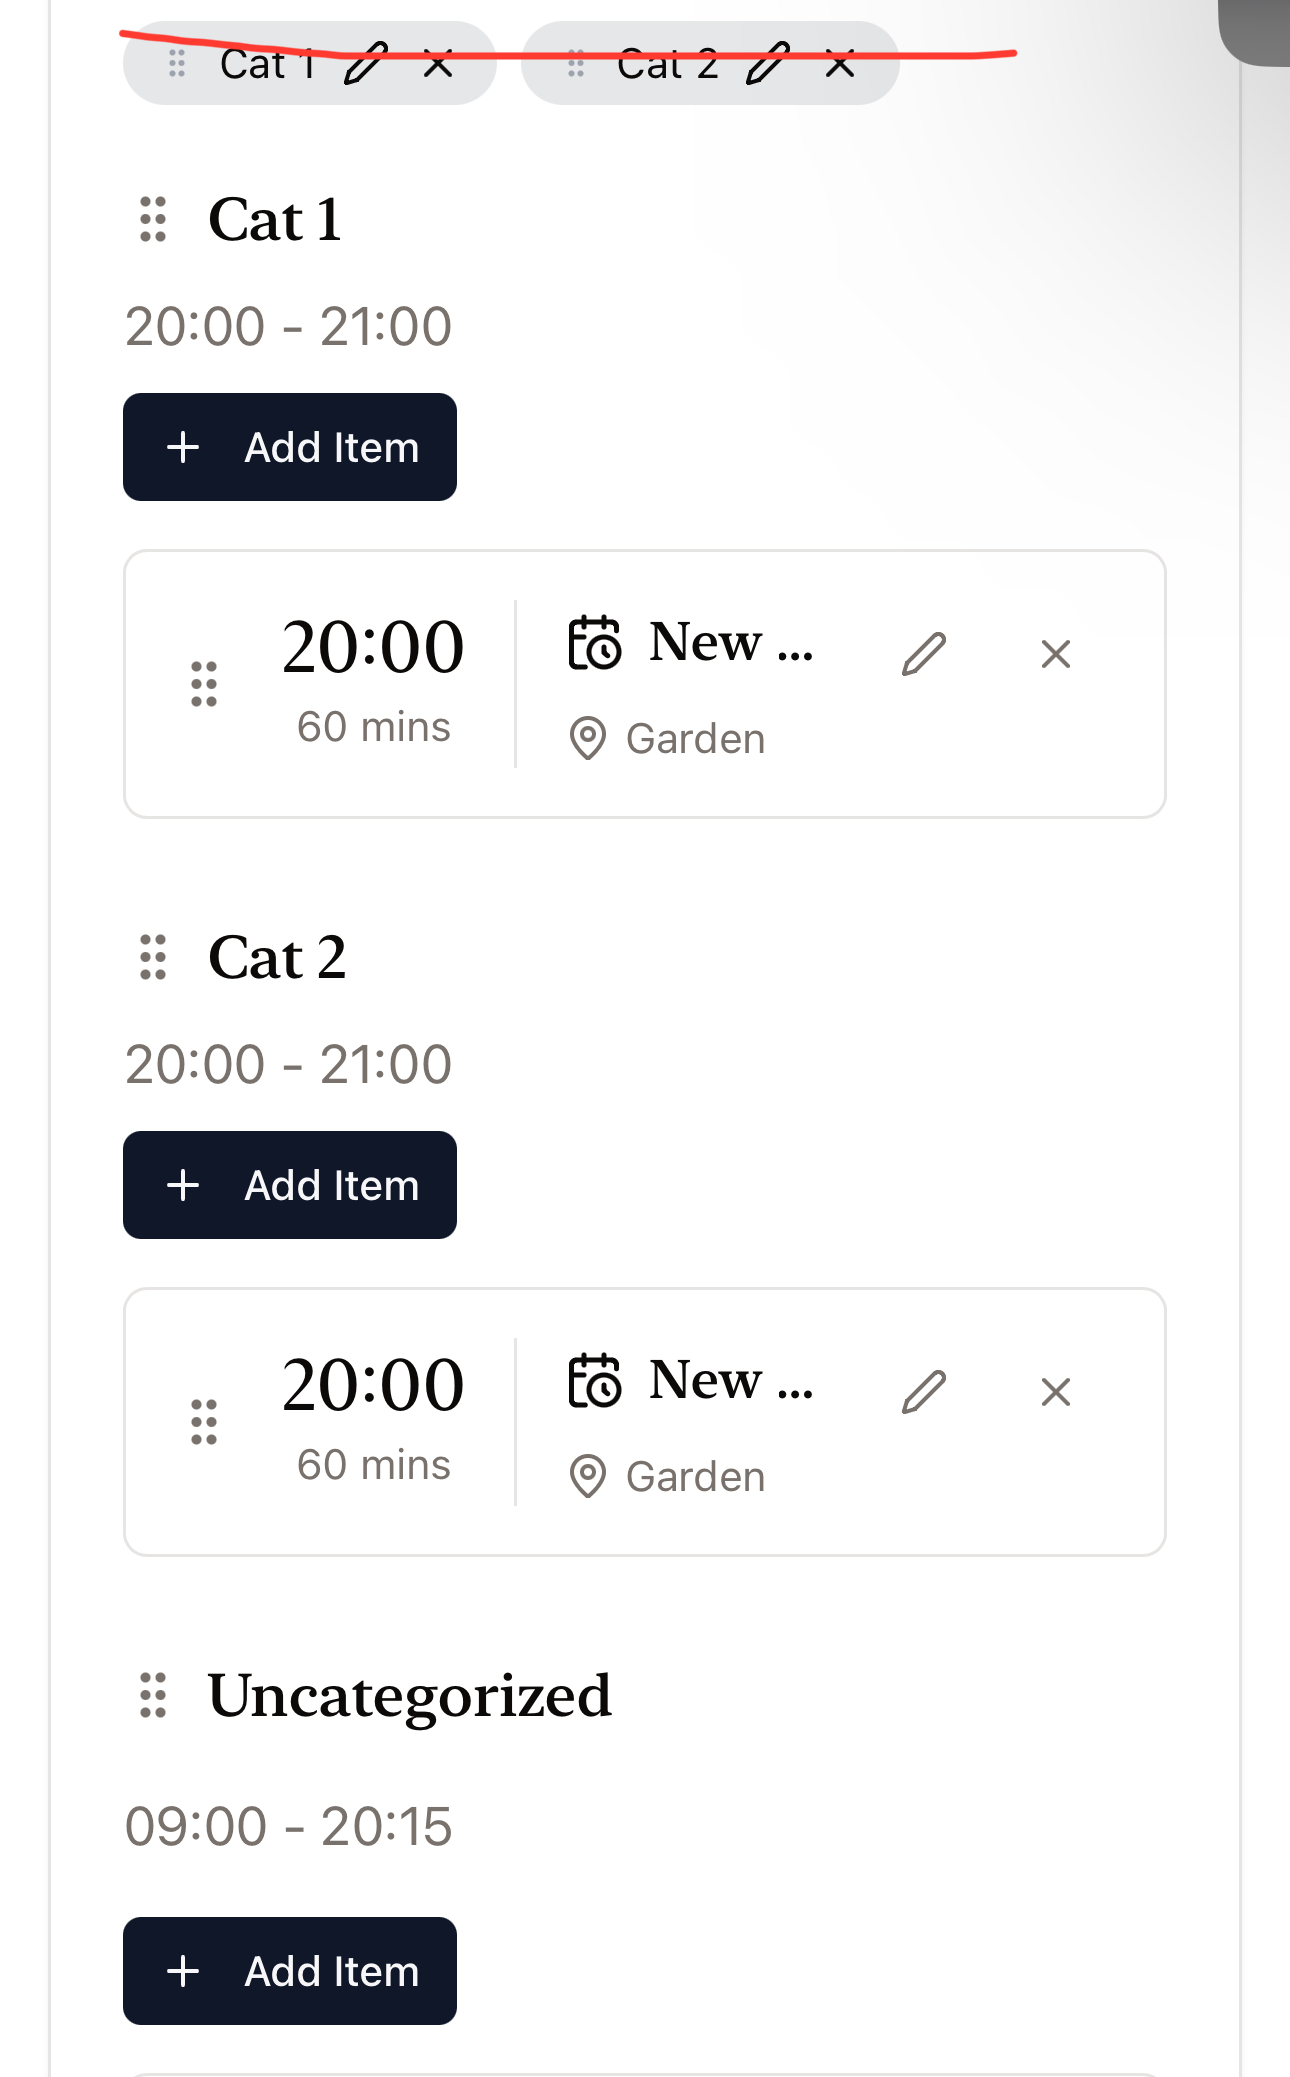 Cat 1 Cat 2
Cat 1
20:00 - 21:00
Add Item
20:00 New ...
60 mins Garden
Cat 2
20:00 - 21:00
Add Item
20:00 New ...
60 mins Garden
Uncategorized
09:00 - 20:15
Add Item